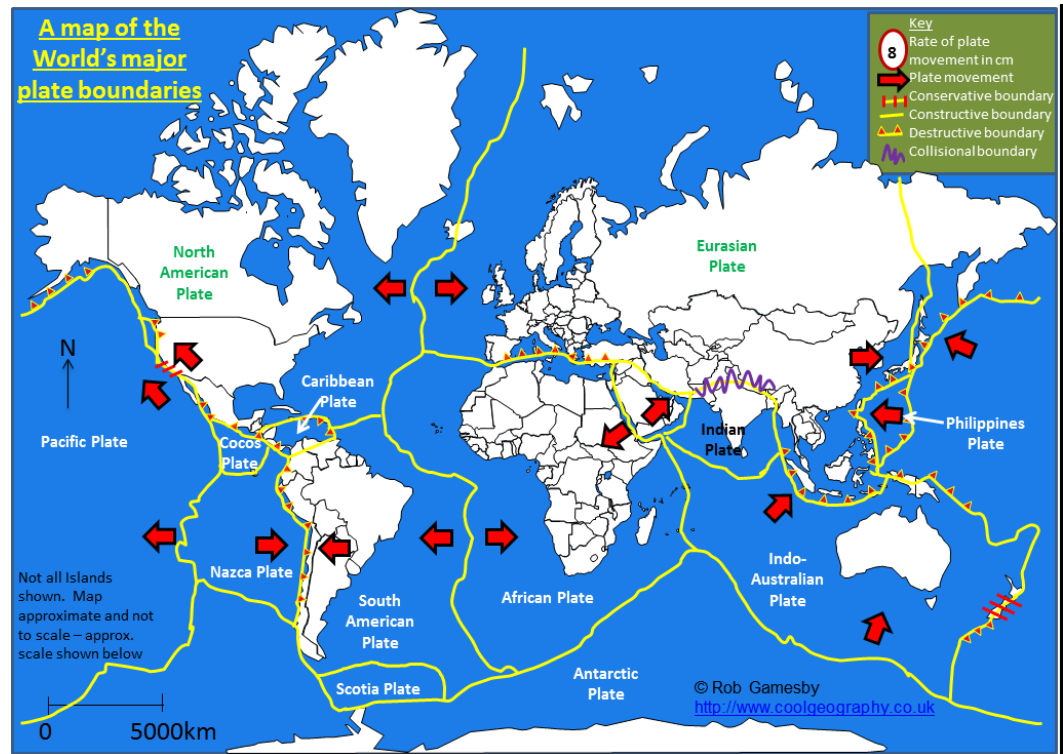 A map of the
World's major
plate boundaries
Key
8
Rate of plate
movement in cm
Plate movement
Conservative boundary
Constructive boundary
Destructive boundary
Collisional boundary
North
American
Plate
Eurasian
Plate
N
Caribbean
Plate
Pacific Plate
Cocos
Plate
Indian
Plate
Philippines
Plate
Nazca Plate
South
American
Plate
African Plate
Indo-
Australian
Plate
Not all Islands
shown. Map
approximate and not
to scale – approx.
scale shown below
Scotia Plate
Antarctic
Plate
© Rob Gamesby
http://www.coolgeography.co.uk
0 5000km